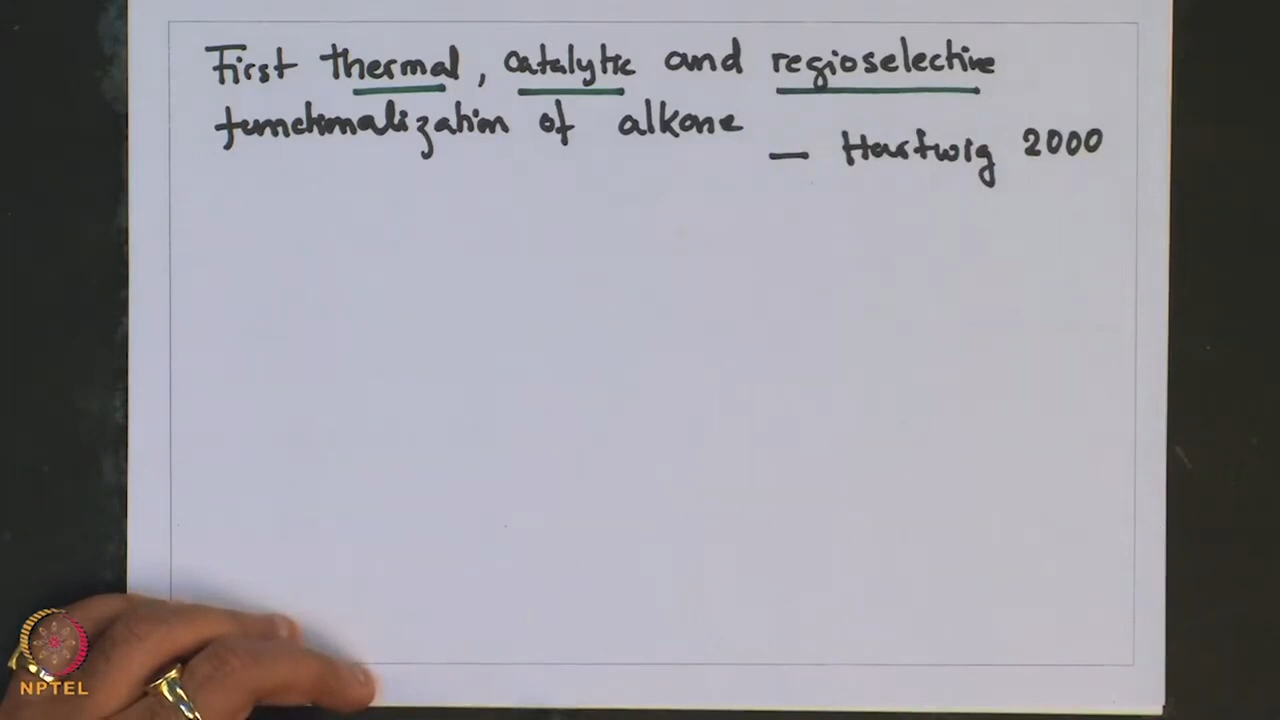 First thermal, catalytic and regioselective
functionalization of alkane
— Hartwig 2000
NPTEL